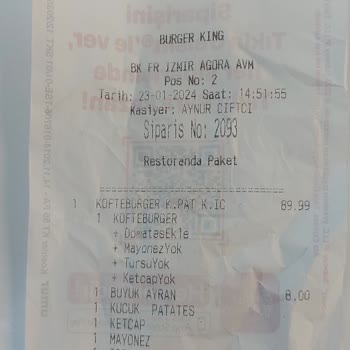 BURGER KING
BK FR IZMIR AGORA AVM
Pos No: 2
Tarih: 23-01-2024 Saat: 14:51:55
Kasiyer: AYNUR CIFTCI
Siparis No: 2093
Restoranda Paket
1 KOFTEBURGER K.PAT K.IC 89.99
1 KOFTEBURGER
+ DomatesEkle
+ MayonezYok
+ TursuYok
+ KetcapYok
1 BUYUK AYRAN 8.00
1 KUCUK PATATES
1 KETCAP
1 MAYONEZ